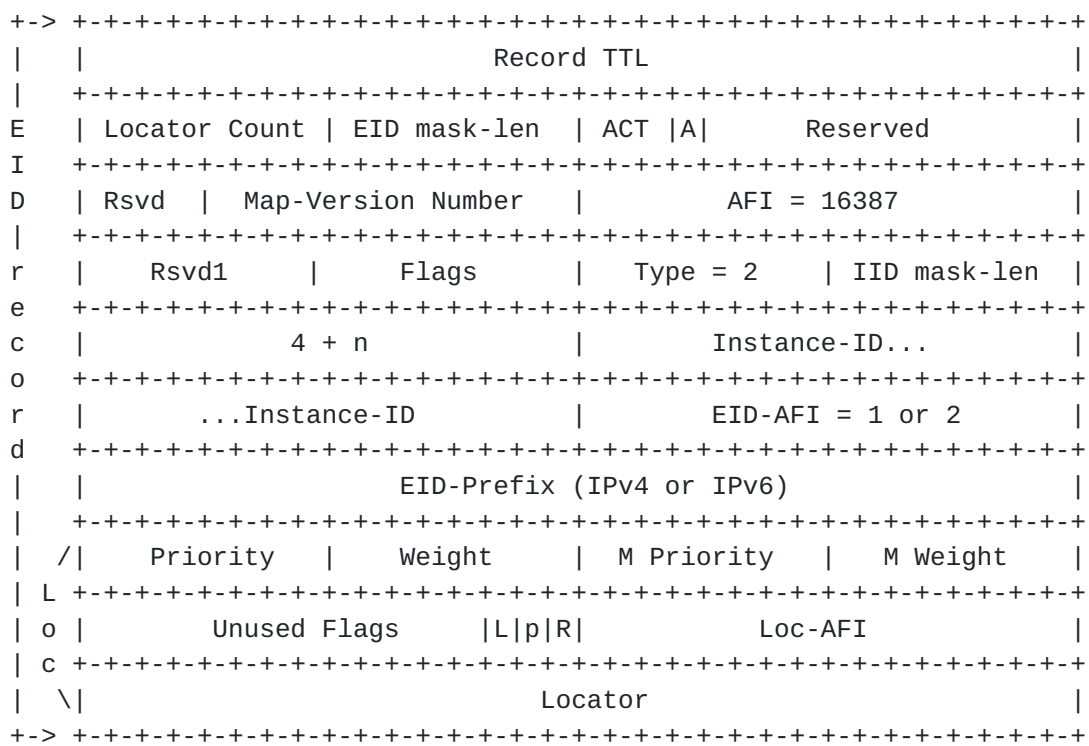 +-> +-+-+-+-+-+-+-+-+-+-+-+-+-+-+-+-+-+-+-+-+-+-+-+-+-+-+-+-+-+-+-+-+
|   |                          Record TTL                           |
|   +-+-+-+-+-+-+-+-+-+-+-+-+-+-+-+-+-+-+-+-+-+-+-+-+-+-+-+-+-+-+-+-+
E   | Locator Count | EID mask-len  | ACT |A|      Reserved         |
I   +-+-+-+-+-+-+-+-+-+-+-+-+-+-+-+-+-+-+-+-+-+-+-+-+-+-+-+-+-+-+-+-+
D   | Rsvd  |  Map-Version Number   |         AFI = 16387           |
|   +-+-+-+-+-+-+-+-+-+-+-+-+-+-+-+-+-+-+-+-+-+-+-+-+-+-+-+-+-+-+-+-+
r   |    Rsvd1     |     Flags      |   Type = 2    | IID mask-len  |
e   +-+-+-+-+-+-+-+-+-+-+-+-+-+-+-+-+-+-+-+-+-+-+-+-+-+-+-+-+-+-+-+-+
c   |             4 + n             |        Instance-ID...         |
o   +-+-+-+-+-+-+-+-+-+-+-+-+-+-+-+-+-+-+-+-+-+-+-+-+-+-+-+-+-+-+-+-+
r   |       ...Instance-ID          |        EID-AFI = 1 or 2       |
d   +-+-+-+-+-+-+-+-+-+-+-+-+-+-+-+-+-+-+-+-+-+-+-+-+-+-+-+-+-+-+-+-+
|   |                    EID-Prefix (IPv4 or IPv6)                  |
|   +-+-+-+-+-+-+-+-+-+-+-+-+-+-+-+-+-+-+-+-+-+-+-+-+-+-+-+-+-+-+-+-+
|  /|    Priority   |    Weight     |  M Priority   |   M Weight    |
| L +-+-+-+-+-+-+-+-+-+-+-+-+-+-+-+-+-+-+-+-+-+-+-+-+-+-+-+-+-+-+-+-+
| o |        Unused Flags     |L|p|R|           Loc-AFI             |
| c +-+-+-+-+-+-+-+-+-+-+-+-+-+-+-+-+-+-+-+-+-+-+-+-+-+-+-+-+-+-+-+-+
|  \|                             Locator                           |
+-> +-+-+-+-+-+-+-+-+-+-+-+-+-+-+-+-+-+-+-+-+-+-+-+-+-+-+-+-+-+-+-+-+